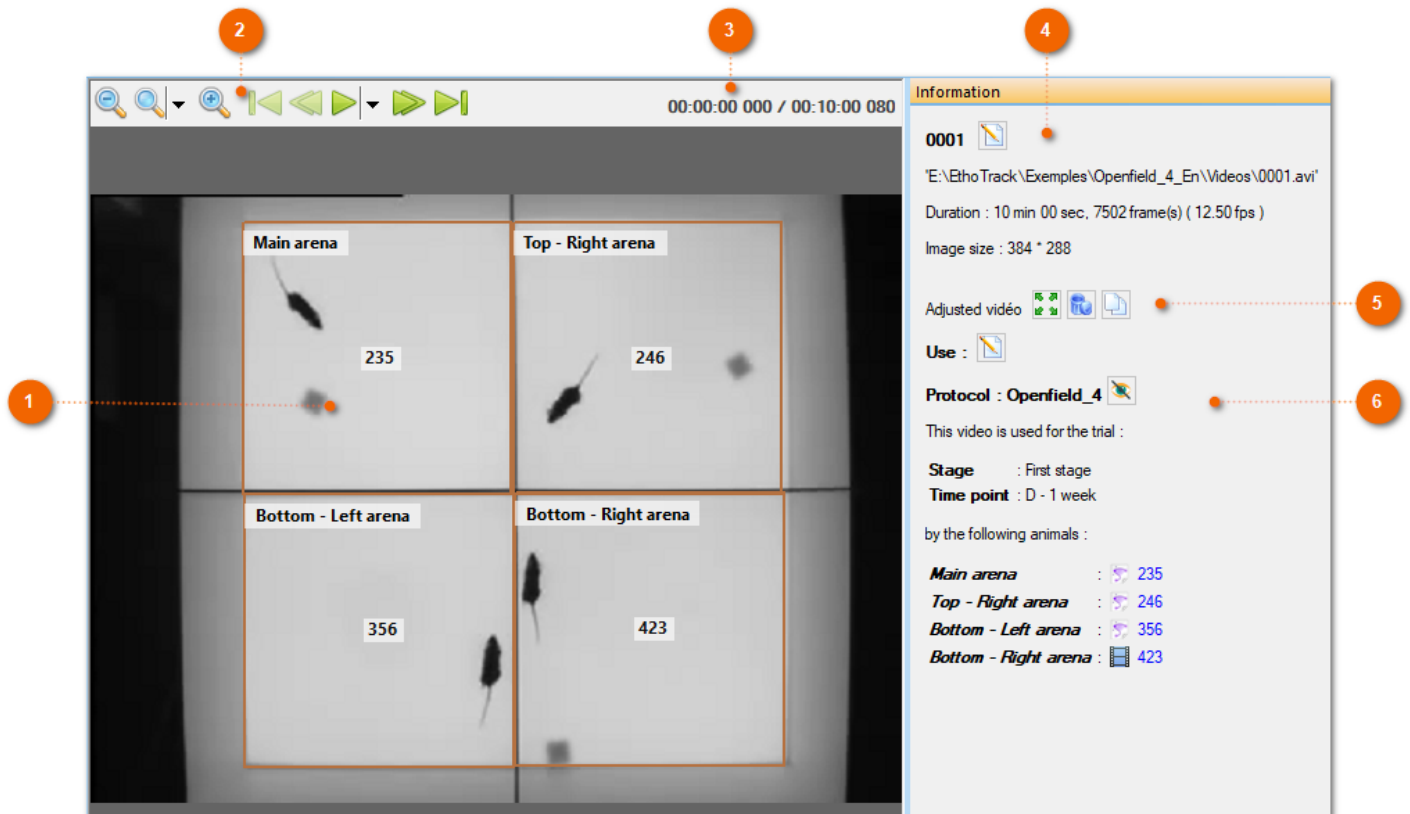 2
3
4
00:00:00 000 / 00:10:00 080
Information
0001
'E:\EthoTrack\Exemples\Openfield_4_En\Videos\0001.avi'
Duration : 10 min 00 sec, 7502 frame(s) ( 12.50 fps )
Image size : 384 * 288
Main arena
Top - Right arena
5
Adjusted vidéo
Use :
235
246
1
Protocol : Openfield_4
6
This video is used for the trial :
Stage : First stage
Time point : D - 1 week
Bottom - Left arena
Bottom - Right arena
by the following animals :
356
423
Main arena : 235
Top - Right arena : 246
Bottom - Left arena : 356
Bottom - Right arena : 423